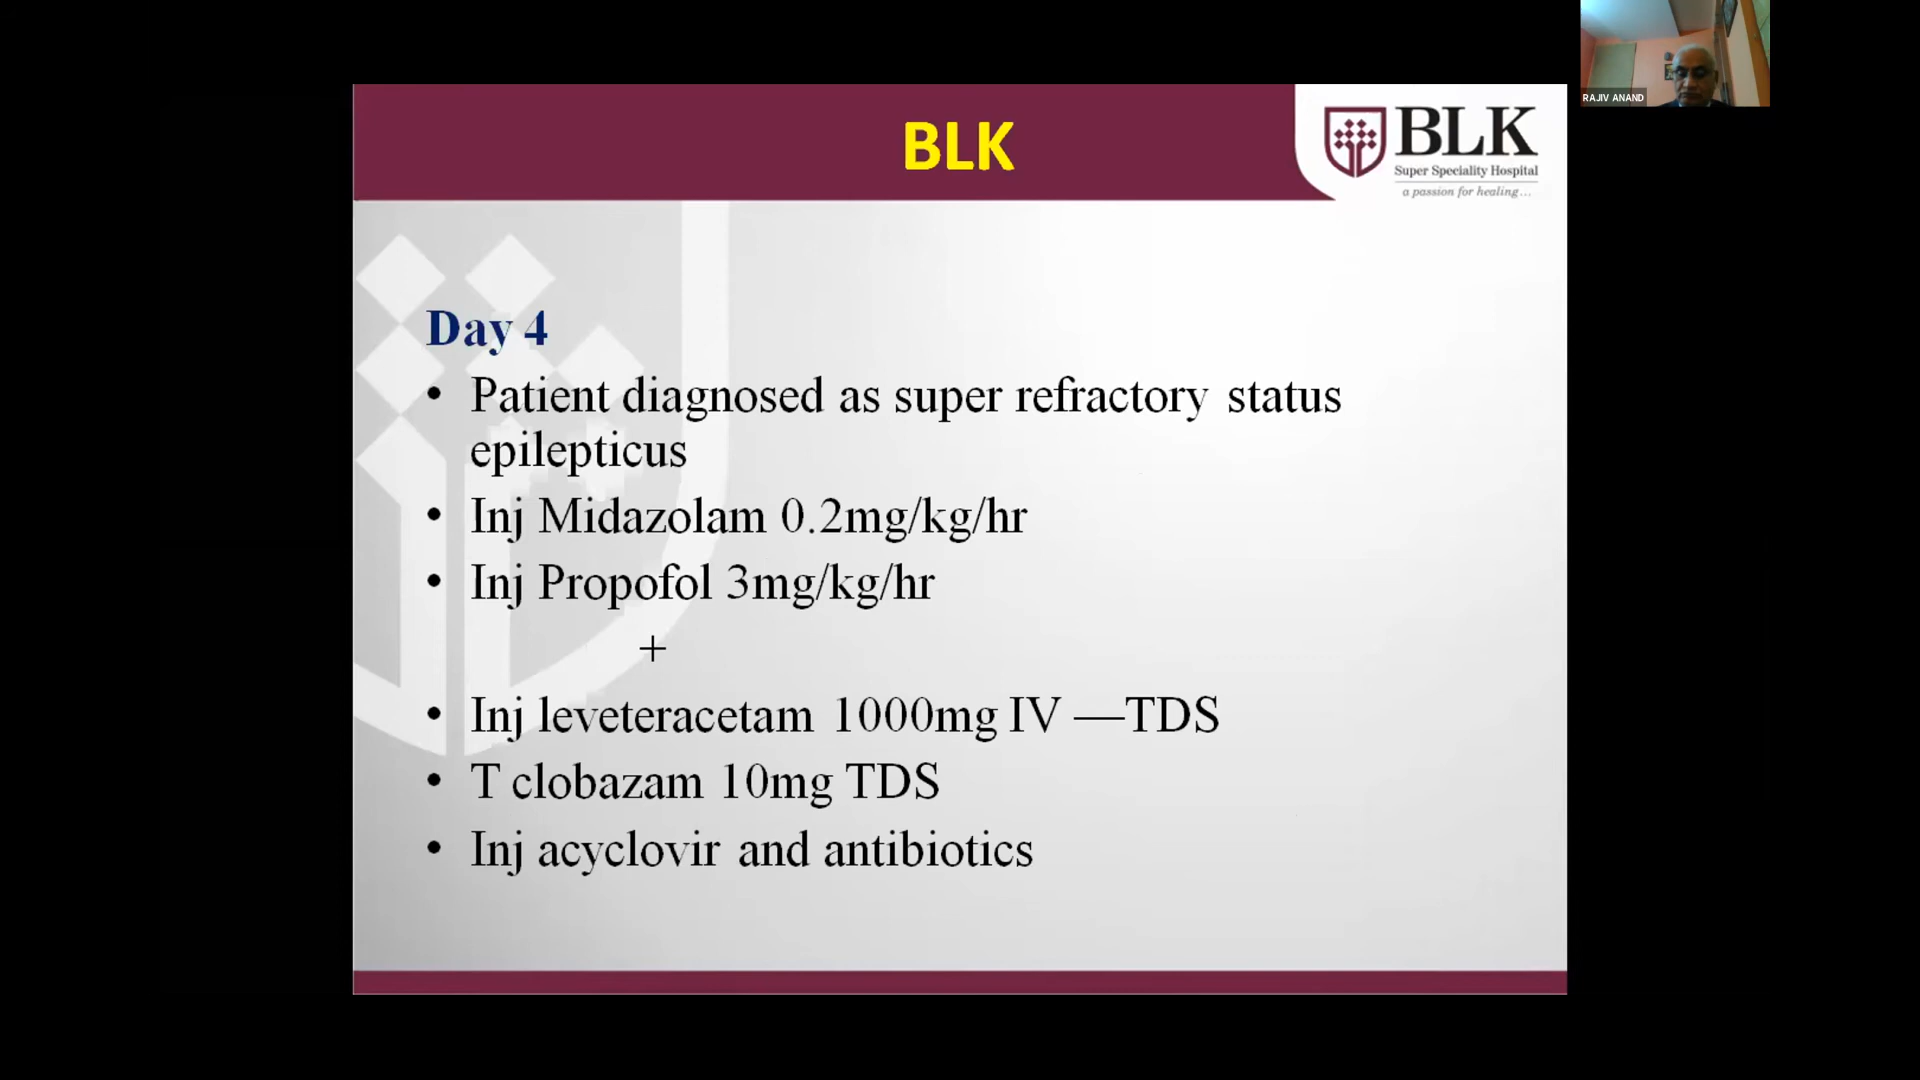 RAJIV ANAND
BLK
BLK
Super Speciality Hospital
a passion for healing...
Day 4
• Patient diagnosed as super refractory status
epilepticus
• Inj Midazolam 0.2mg/kg/hr
• Inj Propofol 3mg/kg/hr
+
• Inj leveteracetam 1000mg IV —TDS
• T clobazam 10mg TDS
• Inj acyclovir and antibiotics